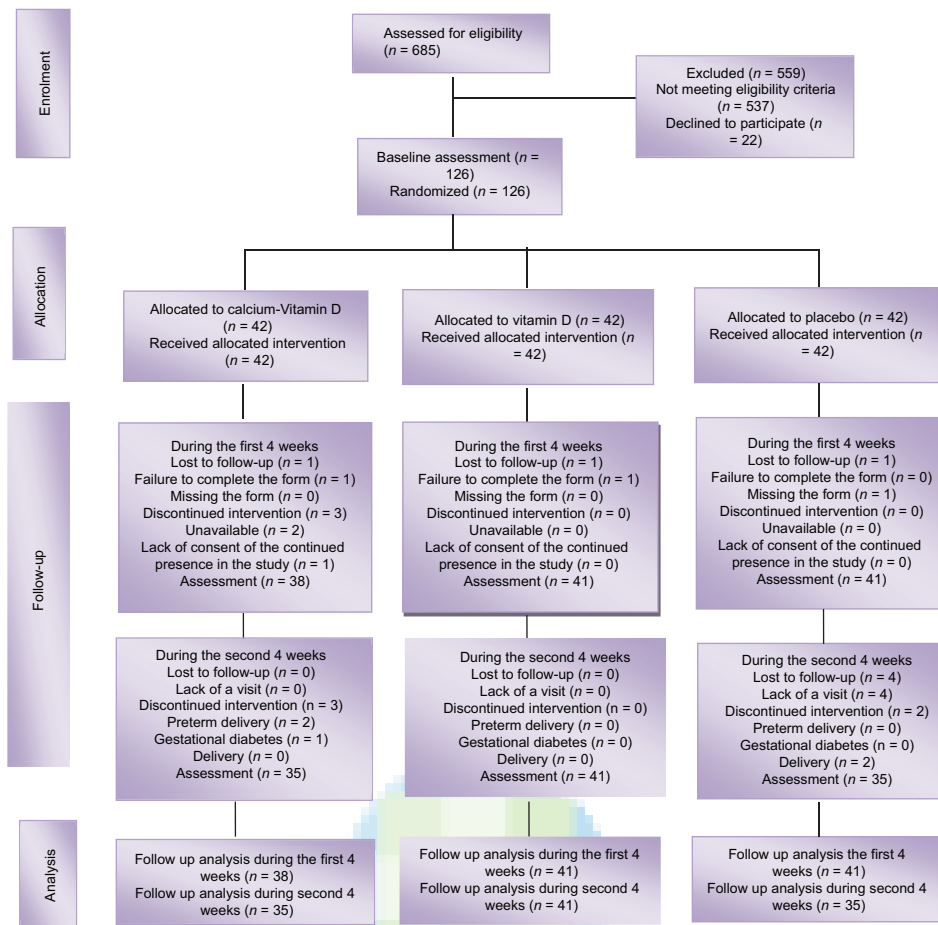 Enrolment
Assessed for eligibility
(n = 685)
Excluded (n = 559)
Not meeting eligibility criteria
(n = 537)
Declined to participate (n
= 22)
Baseline assessment (n =
126)
Randomized (n = 126)
Allocation
Allocated to calcium-Vitamin D
(n = 42)
Received allocated intervention
(n = 42)
Allocated to vitamin D (n = 42)
Received allocated intervention (n
= 42)
Allocated to placebo (n = 42)
Received allocated intervention (n
= 42)
Follow-up
During the first 4 weeks
Lost to follow-up (n = 1)
Failure to complete the form (n = 1)
Missing the form (n = 0)
Discontinued intervention (n = 3)
Unavailable (n = 2)
Lack of consent of the continued
presence in the study (n = 1)
Assessment (n = 38)
During the first 4 weeks
Lost to follow-up (n = 1)
Failure to complete the form (n = 1)
Missing the form (n = 0)
Discontinued intervention (n = 0)
Unavailable (n = 0)
Lack of consent of the continued
presence in the study (n = 0)
Assessment (n = 41)
During the first 4 weeks
Lost to follow-up (n = 1)
Failure to complete the form (n = 0)
Missing the form (n = 1)
Discontinued intervention (n = 0)
Unavailable (n = 0)
Lack of consent of the continued
presence in the study (n = 0)
Assessment (n = 41)
During the second 4 weeks
Lost to follow-up (n = 0)
Lack of a visit (n = 0)
Discontinued intervention (n = 3)
Preterm delivery (n = 2)
Gestational diabetes (n = 1)
Delivery (n = 0)
Assessment (n = 35)
During the second 4 weeks
Lost to follow-up (n = 0)
Lack of a visit (n = 0)
Discontinued intervention (n = 0)
Preterm delivery (n = 0)
Gestational diabetes (n = 0)
Delivery (n = 0)
Assessment (n = 41)
During the second 4 weeks
Lost to follow-up (n = 4)
Lack of a visit (n = 4)
Discontinued intervention (n = 2)
Preterm delivery (n = 0)
Gestational diabetes (n = 0)
Delivery (n = 2)
Assessment (n = 35)
Analysis
Follow up analysis during the first 4
weeks (n = 38)
Follow up analysis during second 4
weeks (n = 35)
Follow up analysis during the first 4
weeks (n = 41)
Follow up analysis during second 4
weeks (n = 41)
Follow up analysis the first 4
weeks (n = 41)
Follow up analysis during second 4
weeks (n = 35)